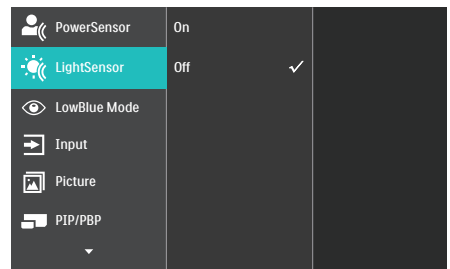 PowerSensor
On
LightSensor
Off
LowBlue Mode
Input
Picture
PIP/PBP